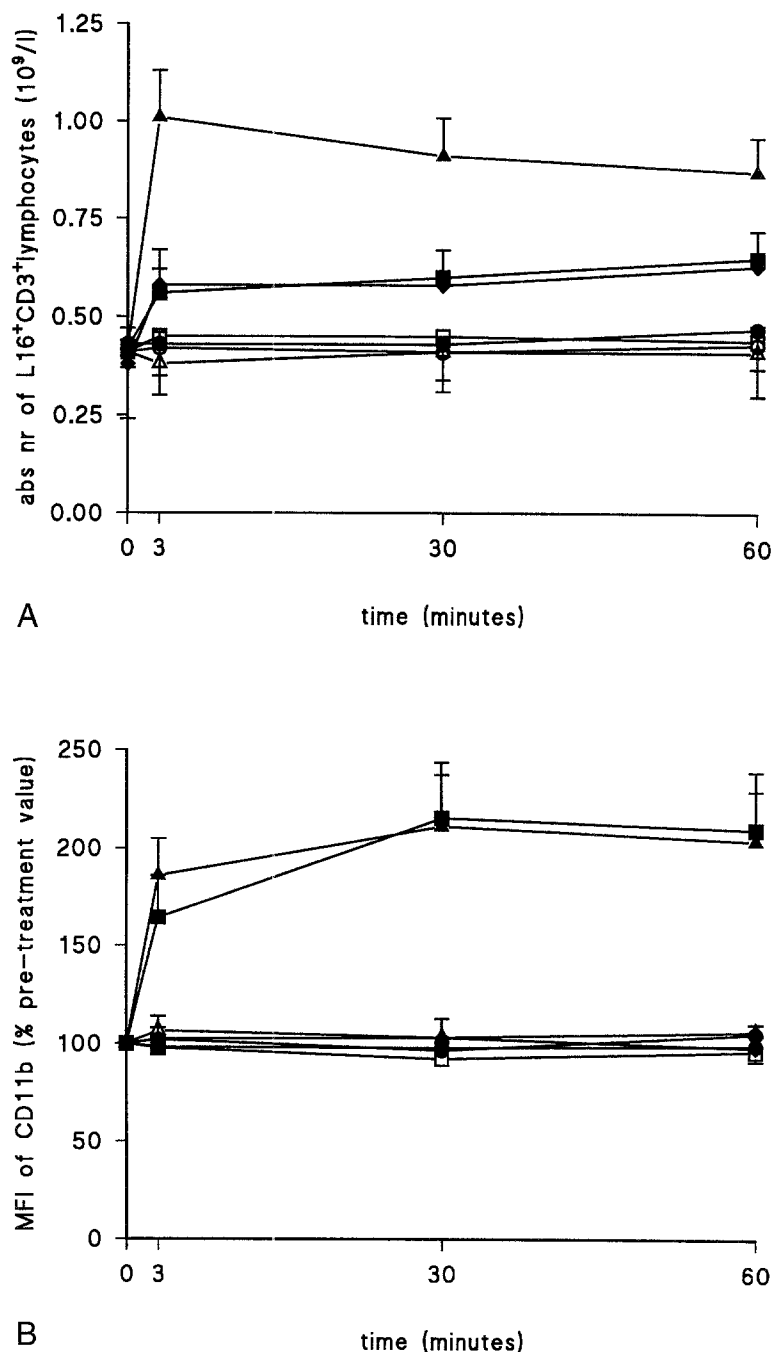 abs nr of L16⁺CD3⁺lymphocytes (10⁹/l)
1.25
1.00
0.75
0.50
0.25
0.00
0 3 30 60
time (minutes)
A
MFI of CD11b (% pre-treatment value)
250
200
150
100
50
0
0 3 30 60
time (minutes)
B